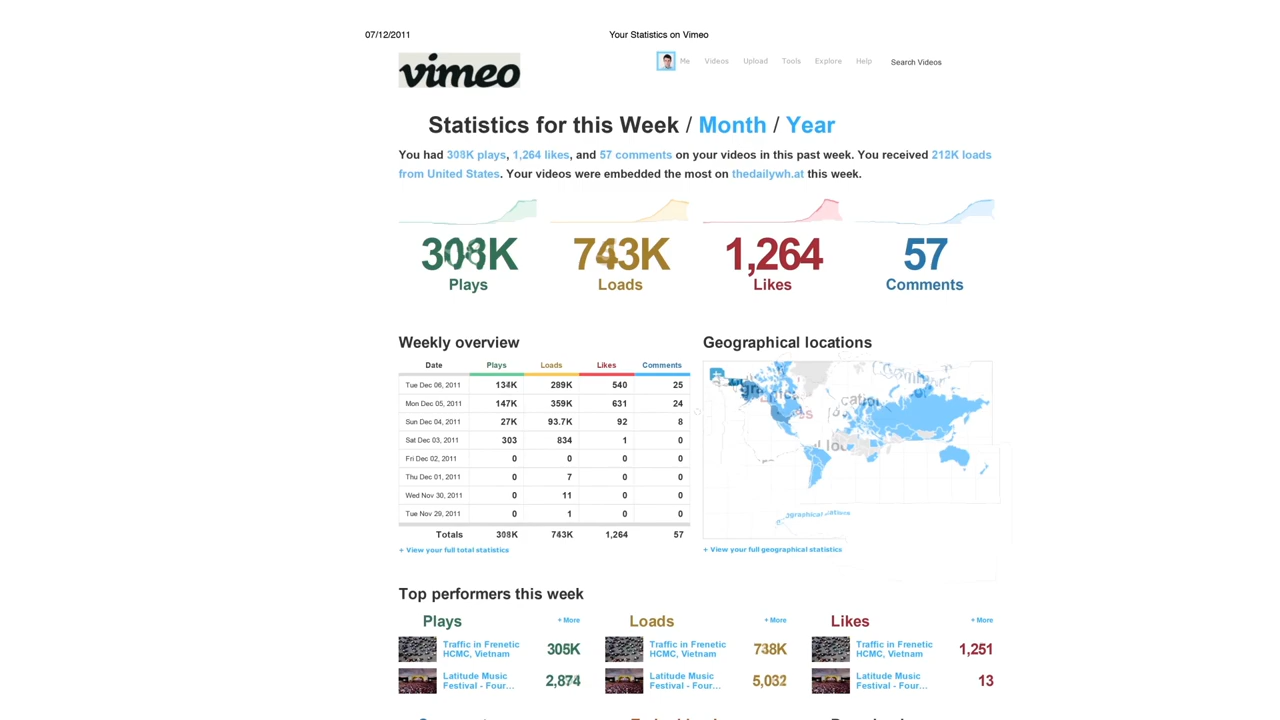 07/12/2011 Your Statistics on Vimeo
vimeo
Me Videos Upload Tools Explore Help Search Videos
Statistics for this Week / Month / Year
You had 308K plays, 1,264 likes, and 57 comments on your videos in this past week. You received 212K loads
from United States. Your videos were embedded the most on thedailywh.at this week.
308K 743K 1,264 57
Plays Loads Likes Comments
Weekly overview
Date Plays Loads Likes Comments
Tue Dec 06, 2011 134K 289K 540 25
Mon Dec 05, 2011 147K 359K 631 24
Sun Dec 04, 2011 27K 93.7K 92 8
Sat Dec 03, 2011 303 834 1 0
Fri Dec 02, 2011 0 0 0 0
Thu Dec 01, 2011 0 7 0 0
Wed Nov 30, 2011 0 11 0 0
Tue Nov 29, 2011 0 1 0 0
Totals 308K 743K 1,264 57
+ View your full total statistics
Geographical locations
+ View your full geographical statistics
Top performers this week
Plays + More Loads + More Likes + More
Traffic in Frenetic Traffic in Frenetic Traffic in Frenetic
HCMC, Vietnam 305K HCMC, Vietnam 738K HCMC, Vietnam 1,251
Latitude Music Latitude Music Latitude Music
Festival - Four... 2,874 Festival - Four... 5,032 Festival - Four... 13